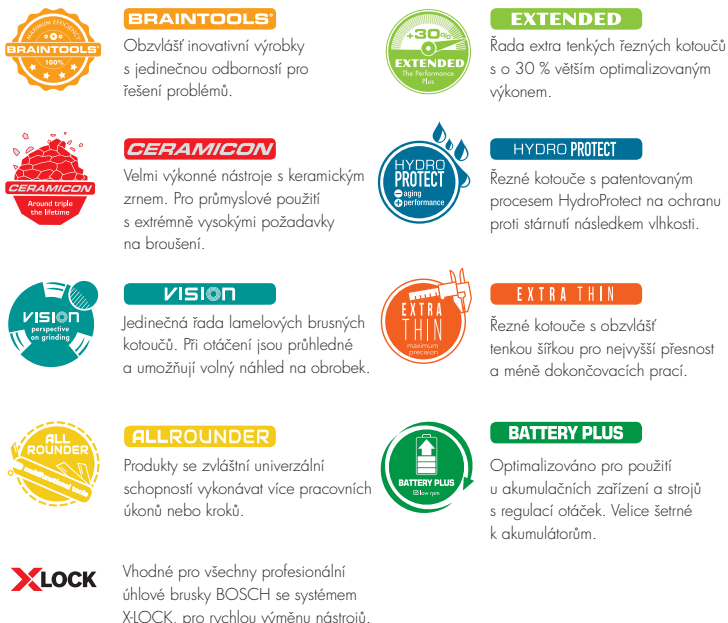 MAXIMUM EFFICIENCY
BRAINTOOLS®
100%
BRAINTOOLS®
Obzvlášť inovativní výrobky
s jedinečnou odborností pro
řešení problémů.
+30%
EXTENDED
The Performance
Plus
EXTENDED
Řada extra tenkých řezných kotoučů
s o 30 % větším optimalizovaným
výkonem.
CERAMICON
Around triple
the lifetime
CERAMICON
Velmi výkonné nástroje s keramickým
zrnem. Pro průmyslové použití
s extrémně vysokými požadavky
na broušení.
HYDRO
PROTECT
aging
performance
HYDRO PROTECT
Řezné kotouče s patentovaným
procesem HydroProtect na ochranu
proti stárnutí následkem vlhkosti.
VISION
perspective
on grinding
VISION
Jedinečná řada lamelových brusných
kotoučů. Při otáčení jsou průhledné
a umožňují volný náhled na obrobek.
EXTRA
THIN
maximum
precision
EXTRA THIN
Řezné kotouče s obzvlášť
tenkou šířkou pro nejvyšší přesnost
a méně dokončovacích prací.
ALL
ROUNDER
ALLROUNDER
Produkty se zvláštní univerzální
schopností vykonávat více pracovních
úkonů nebo kroků.
BATTERY PLUS
low rpm
BATTERY PLUS
Optimalizováno pro použití
u akumulačních zařízení a strojů
s regulací otáček. Velice šetrné
k akumulátorům.
X-LOCK
Vhodné pro všechny profesionální
úhlové brusky BOSCH se systémem
X-LOCK, pro rychlou výměnu nástrojů.